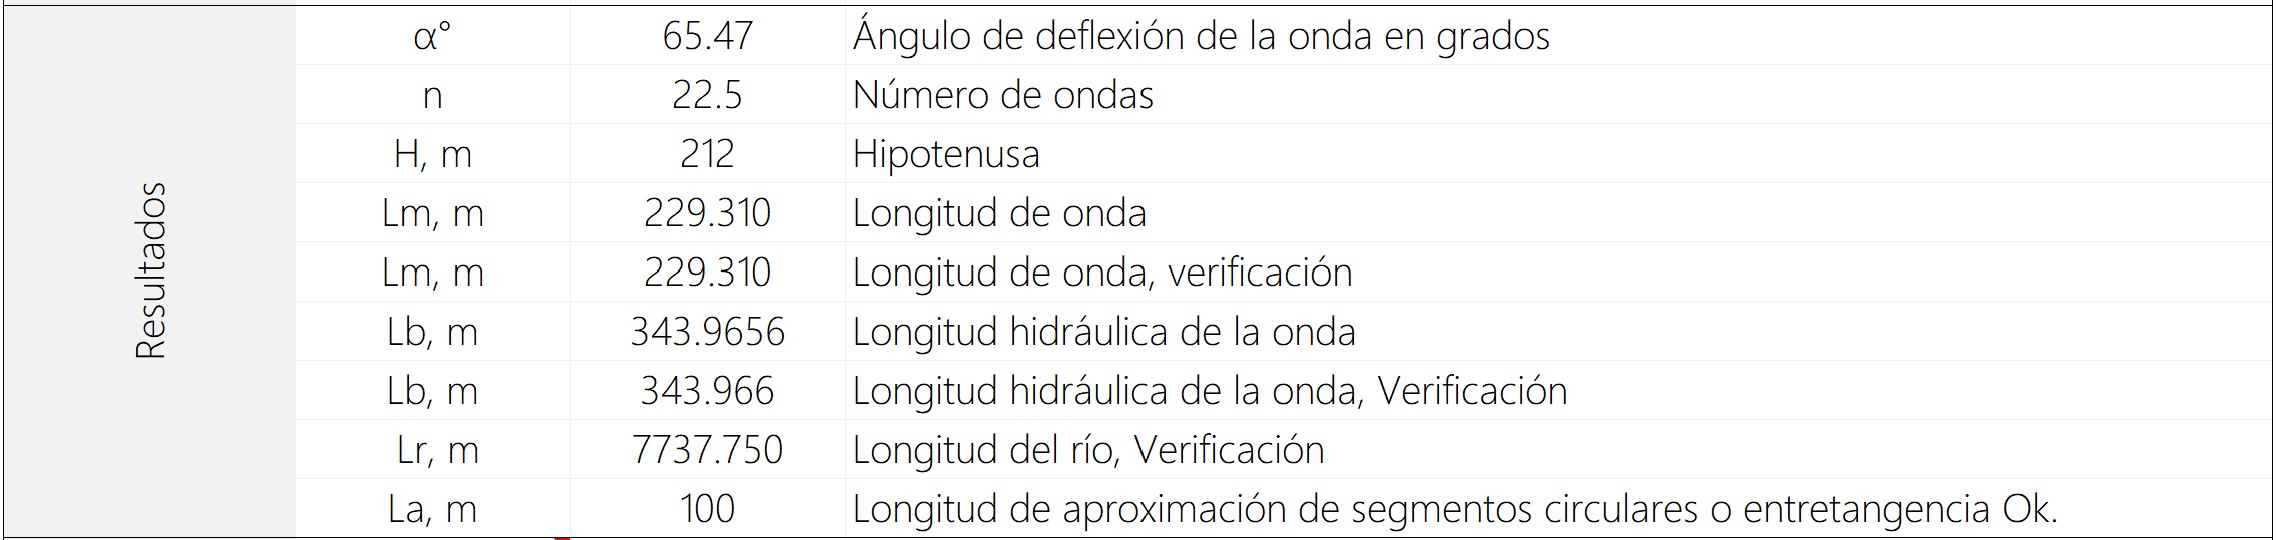 Resultados
α° 65.47 Ángulo de deflexión de la onda en grados
n 22.5 Número de ondas
H, m 212 Hipotenusa
Lm, m 229.310 Longitud de onda
Lm, m 229.310 Longitud de onda, verificación
Lb, m 343.9656 Longitud hidráulica de la onda
Lb, m 343.966 Longitud hidráulica de la onda, Verificación
Lr, m 7737.750 Longitud del río, Verificación
La, m 100 Longitud de aproximación de segmentos circulares o entretangencia Ok.